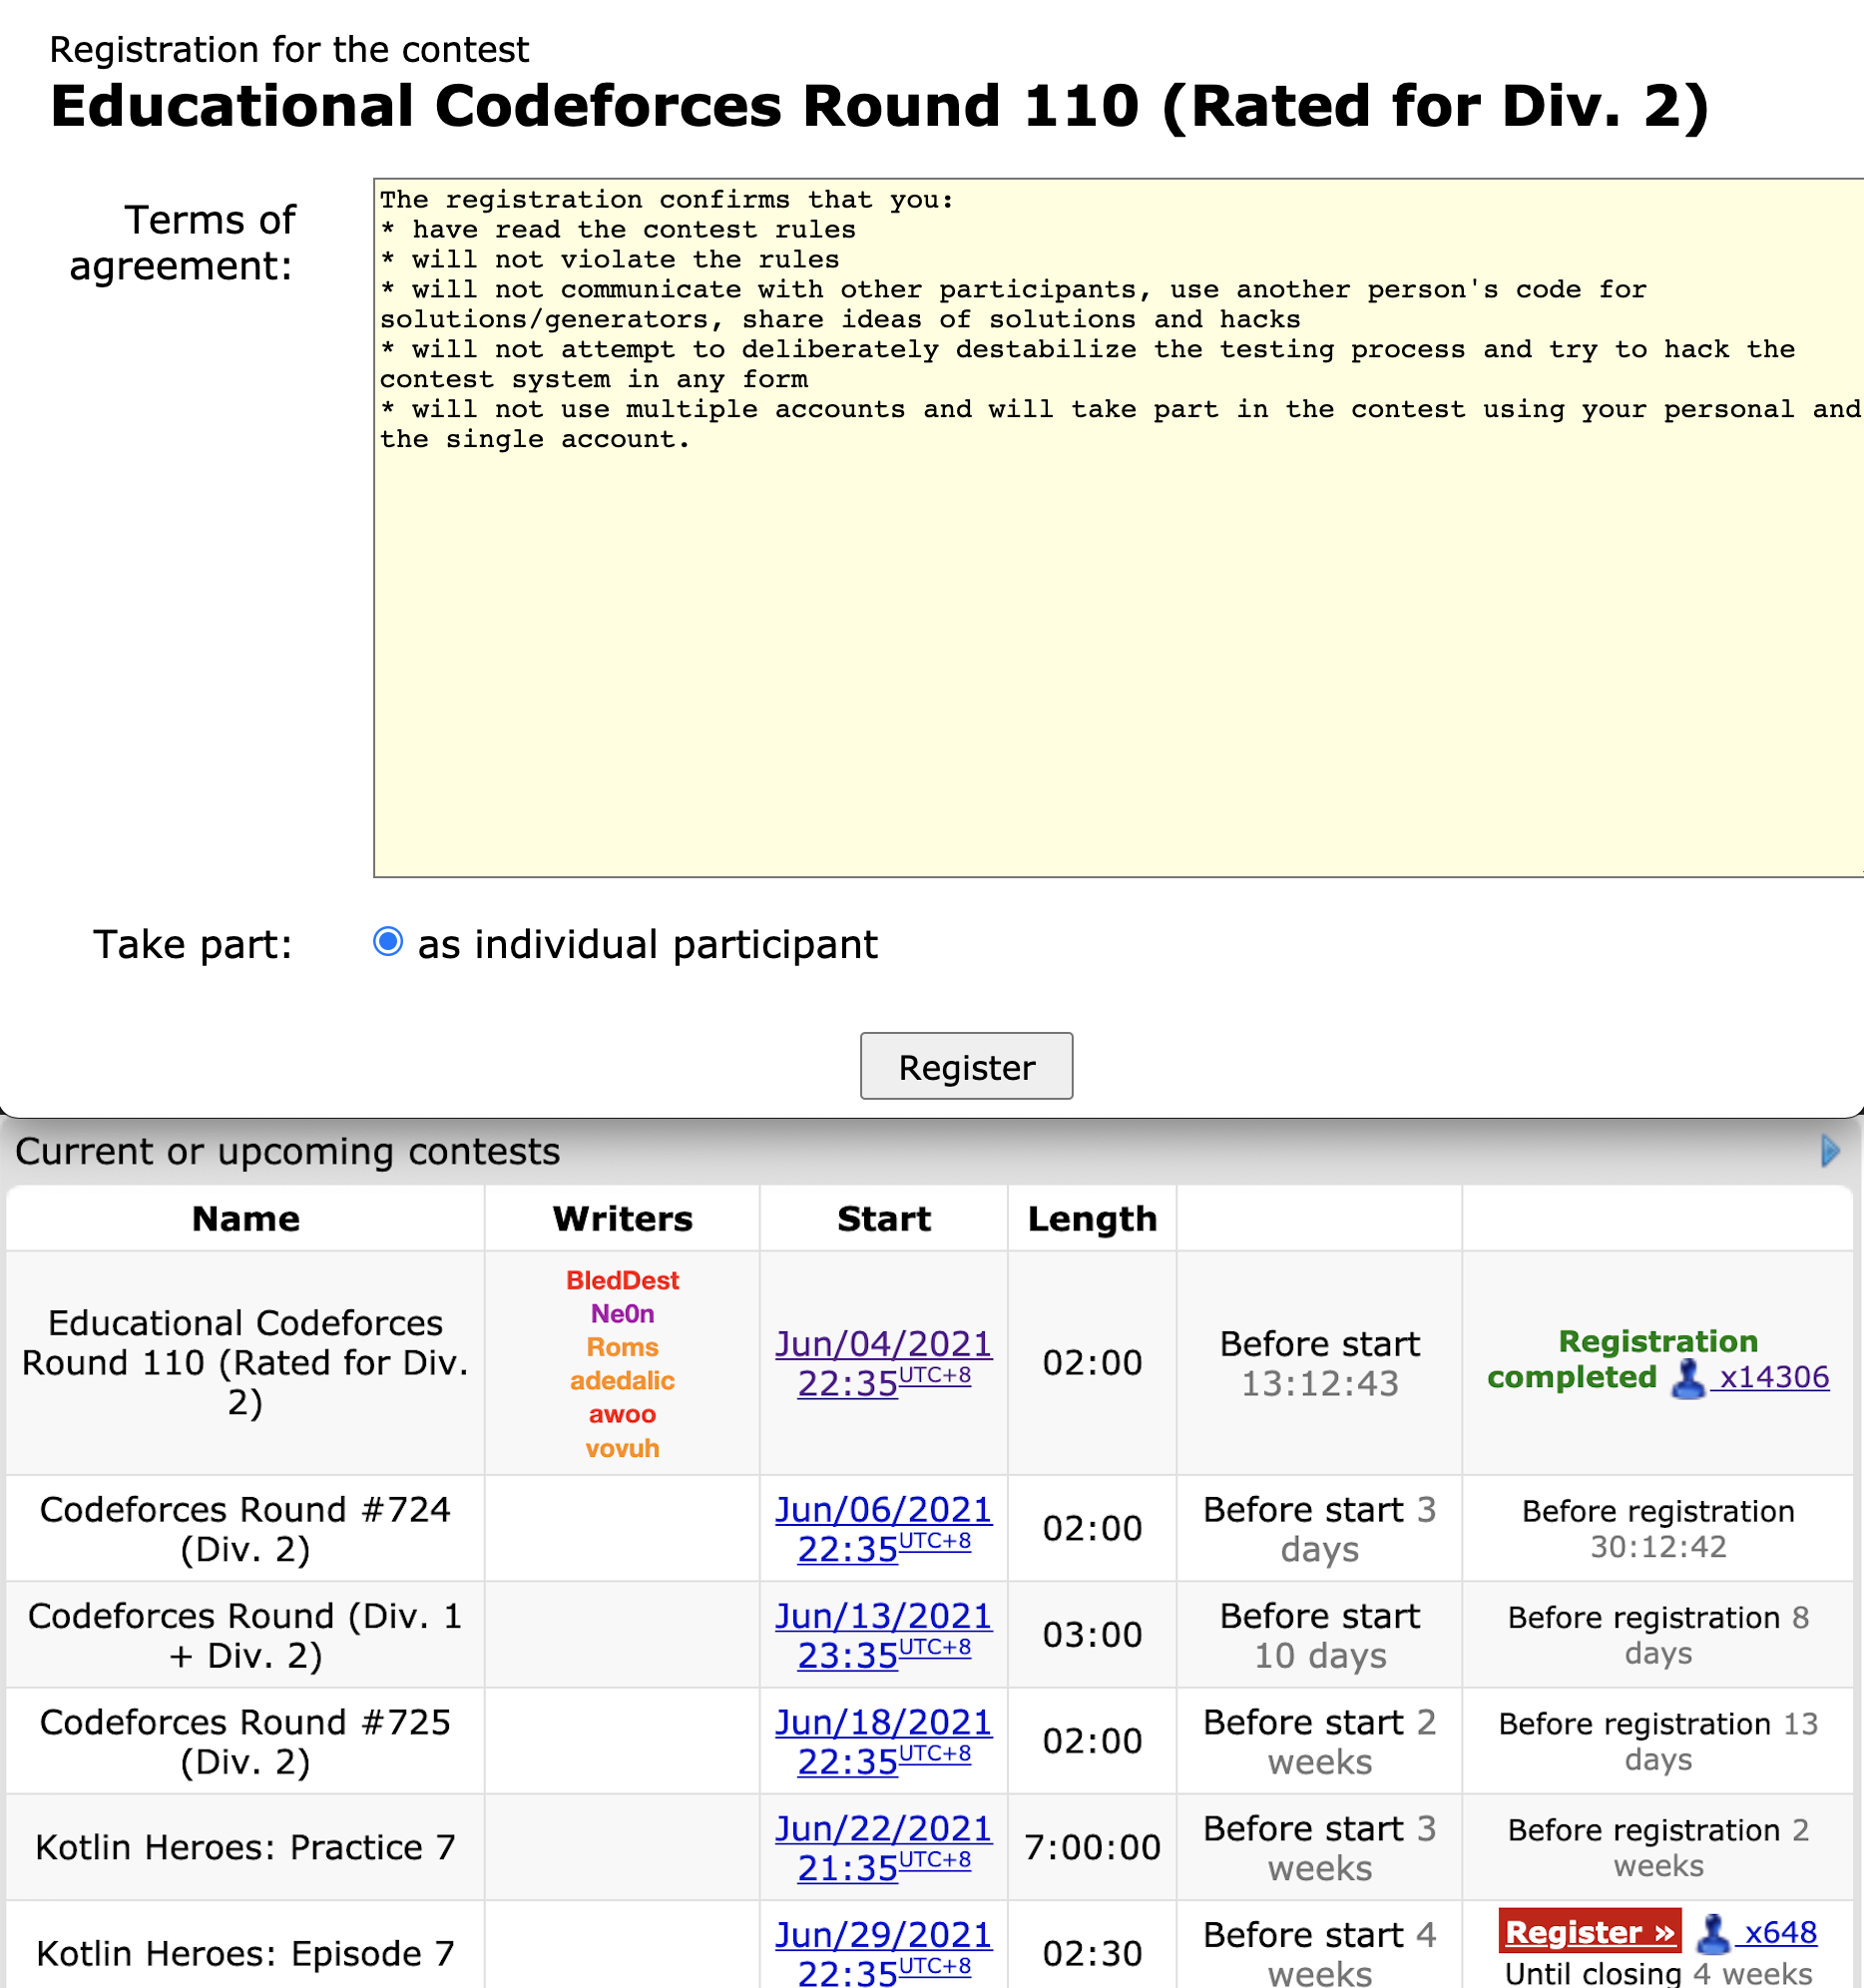 Registration for the contest
Educational Codeforces Round 110 (Rated for Div. 2)
Terms of
agreement:
The registration confirms that you:
* have read the contest rules
* will not violate the rules
* will not communicate with other participants, use another person's code for
solutions/generators, share ideas of solutions and hacks
* will not attempt to deliberately destabilize the testing process and try to hack the
contest system in any form
* will not use multiple accounts and will take part in the contest using your personal and
the single account.
Take part:
as individual participant
Register
Current or upcoming contests
Name
Writers
Start
Length
Educational Codeforces
Round 110 (Rated for Div.
2)
BledDest
Ne0n
Roms
adedalic
awoo
vovuh
Jun/04/2021
22:35UTC+8
02:00
Before start
13:12:43
Registration
completed x14306
Codeforces Round #724
(Div. 2)
Jun/06/2021
22:35UTC+8
02:00
Before start 3
days
Before registration
30:12:42
Codeforces Round (Div. 1
+ Div. 2)
Jun/13/2021
23:35UTC+8
03:00
Before start
10 days
Before registration 8
days
Codeforces Round #725
(Div. 2)
Jun/18/2021
22:35UTC+8
02:00
Before start 2
weeks
Before registration 13
days
Kotlin Heroes: Practice 7
Jun/22/2021
21:35UTC+8
7:00:00
Before start 3
weeks
Before registration 2
weeks
Kotlin Heroes: Episode 7
Jun/29/2021
22:35UTC+8
02:30
Before start 4
weeks
Register » x648
Until closing 4 weeks